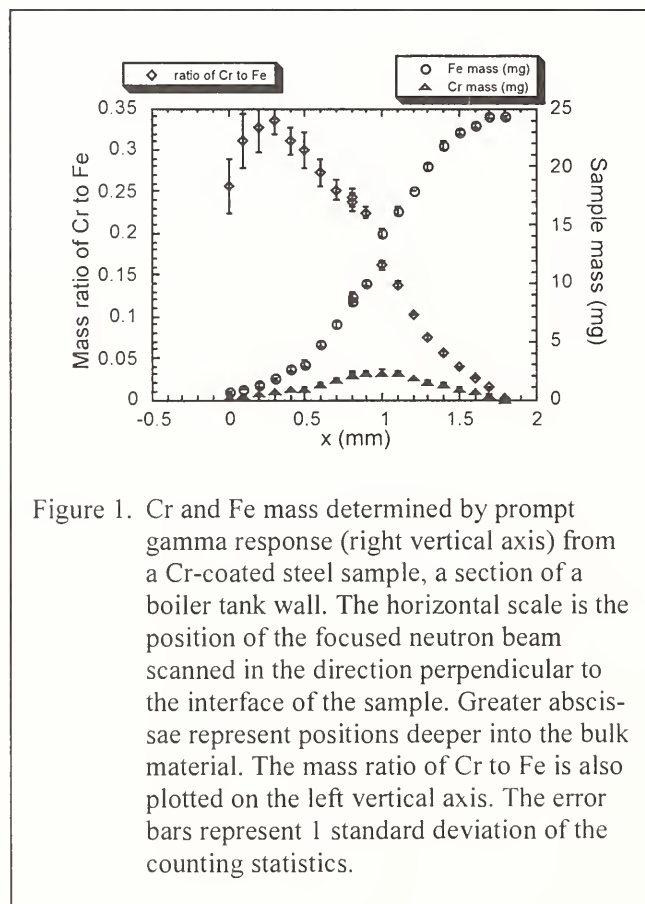 ratio of Cr to Fe
Fe mass (mg)
Cr mass (mg)
0.35
0.3
0.25
0.2
0.15
0.1
0.05
0
Mass ratio of Cr to Fe
25
20
15
10
5
0
Sample mass (mg)
-0.5
0
0.5
1
1.5
2
x (mm)
Figure 1. Cr and Fe mass determined by prompt
gamma response (right vertical axis) from
a Cr-coated steel sample, a section of a
boiler tank wall. The horizontal scale is the
position of the focused neutron beam
scanned in the direction perpendicular to
the interface of the sample. Greater abscis-
sae represent positions deeper into the bulk
material. The mass ratio of Cr to Fe is also
plotted on the left vertical axis. The error
bars represent 1 standard deviation of the
counting statistics.